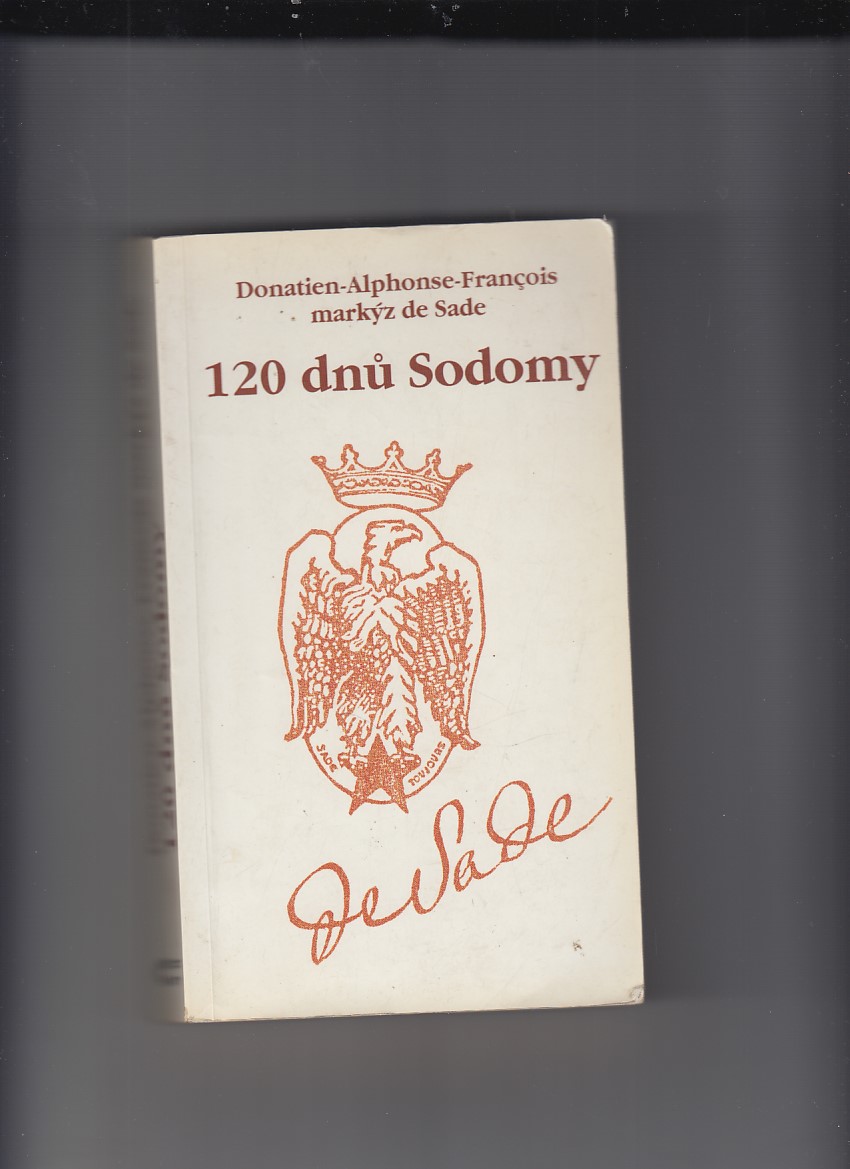 Donatien-Alphonse-François
markýz de Sade
120 dnů Sodomy
SADE
TOUJOURS
de Sade